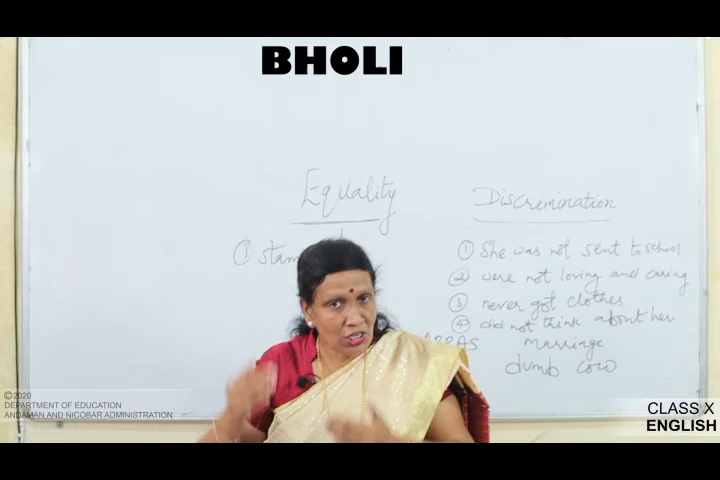 BHOLI
Equality
Discrimination
① She was not sent to school
② were not loving and caring
③ never got clothes
④ did not think about her
marriage
dumb cow
©2020
DEPARTMENT OF EDUCATION
ANDAMAN AND NICOBAR ADMINISTRATION
CLASS X
ENGLISH